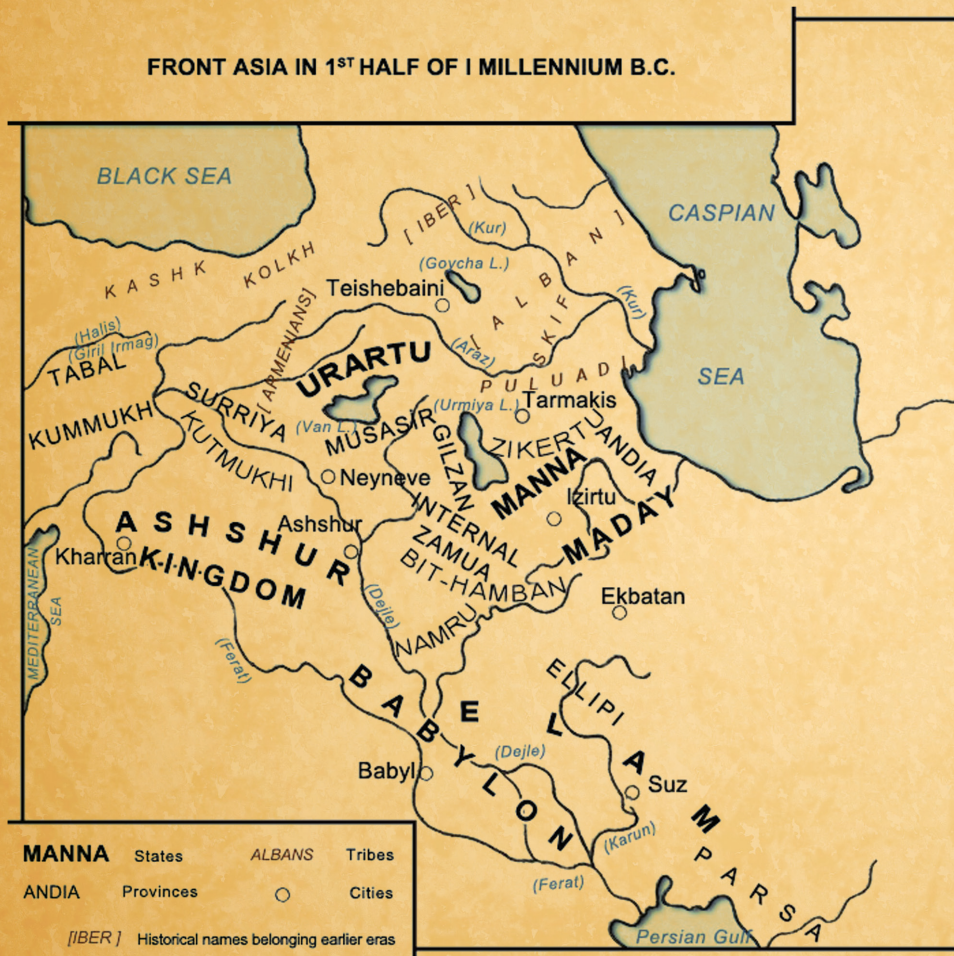 FRONT ASIA IN 1ST HALF OF I MILLENNIUM B.C.
BLACK SEA
CASPIAN
SEA
[ IBER ]
(Kur)
[ A L B A N ]
KASHK
KOLKH
(Goycha L.)
Teishebaini
(Kur)
SKIF
[ ARMENIANS]
(Halis)
(Giril Irmag)
TABAL
URARTU
(Araz)
PULUADI
SURRIYA
(Van L.)
(Urmiya L.)
Tarmakis
KUMMUKH
KUTMUKHI
MUSASIR
GILZAN
ZIKERTU
ANDIA
MANNA
Neyneve
Izirtu
MADAY
INTERNAL
ZAMUA
ASHSHUR
KINGDOM
Ashshur
Kharran
BIT-HAMBAN
(Dejle)
NAMRU
Ekbatan
MEDITERRANEAN
SEA
(Ferat)
ELLIPI
BABYLON
ELAM
(Dejle)
Babyl
Suz
(Karun)
PARSA
(Ferat)
Persian Gulf
MANNA States
ALBANS Tribes
ANDIA Provinces
Cities
[IBER ] Historical names belonging earlier eras